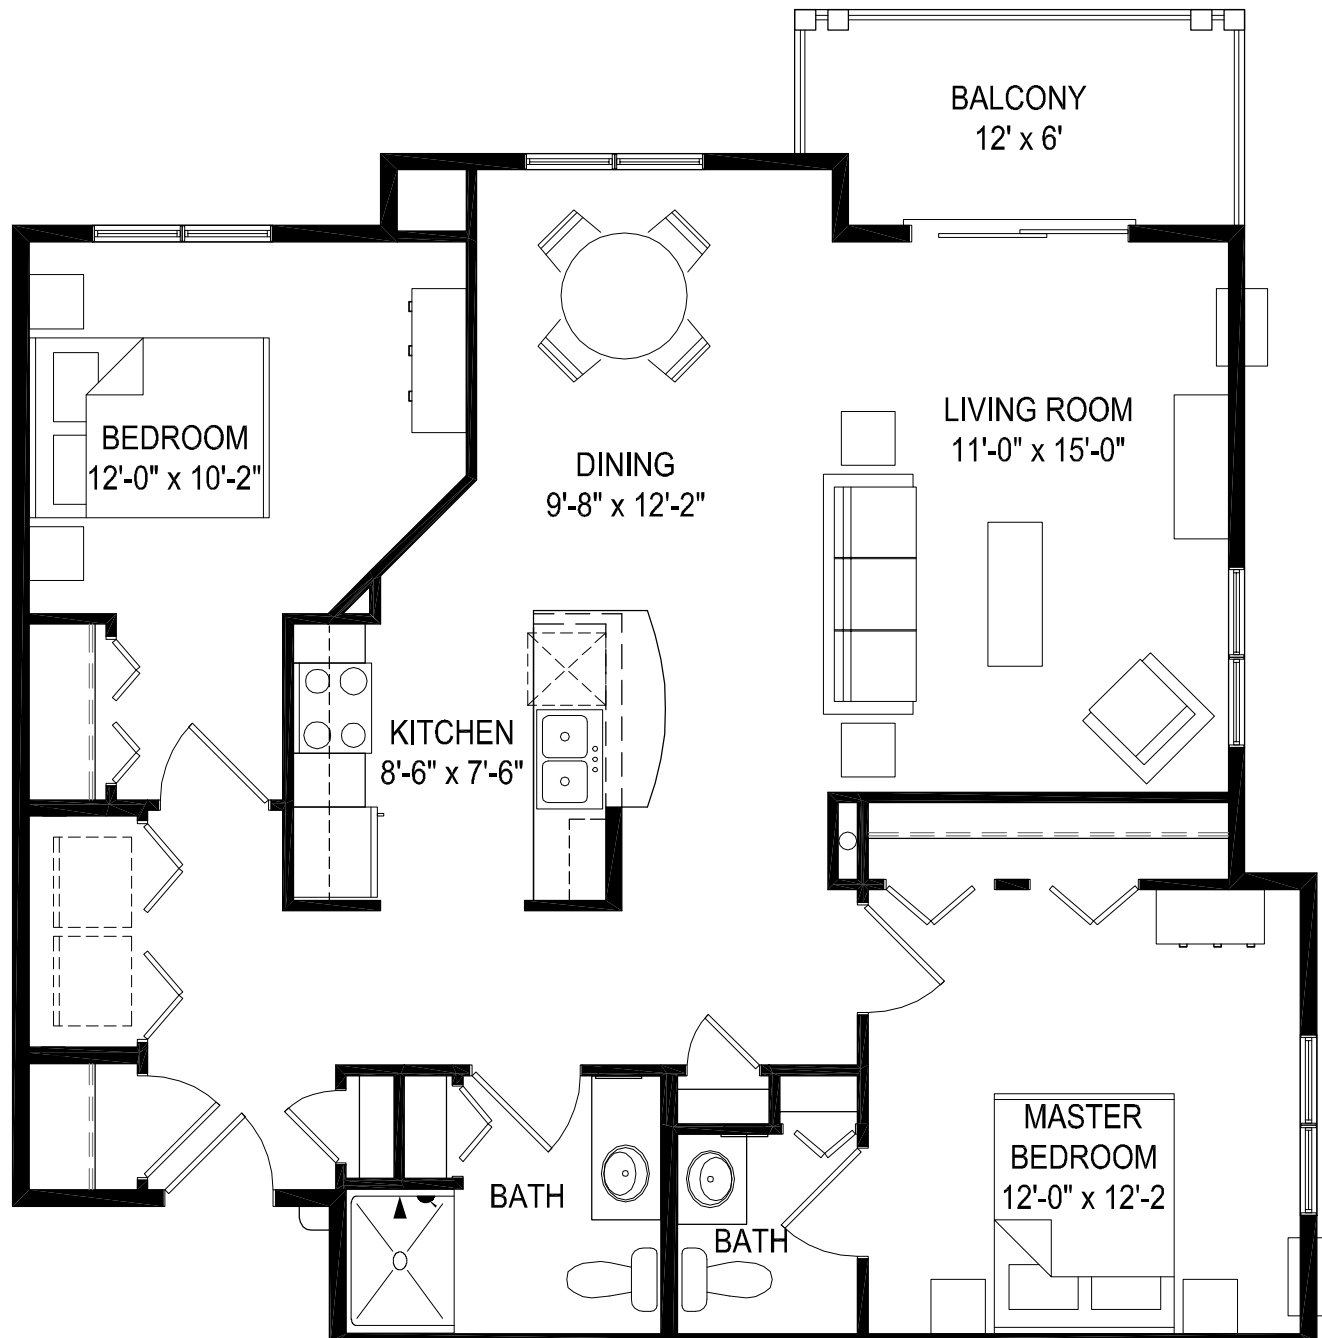 BALCONY
12' x 6'
LIVING ROOM
11'-0" x 15'-0"
BEDROOM
12'-0" x 10'-2"
DINING
9'-8" x 12'-2"
KITCHEN
8'-6" x 7'-6"
MASTER
BEDROOM
12'-0" x 12'-2
BATH
BATH